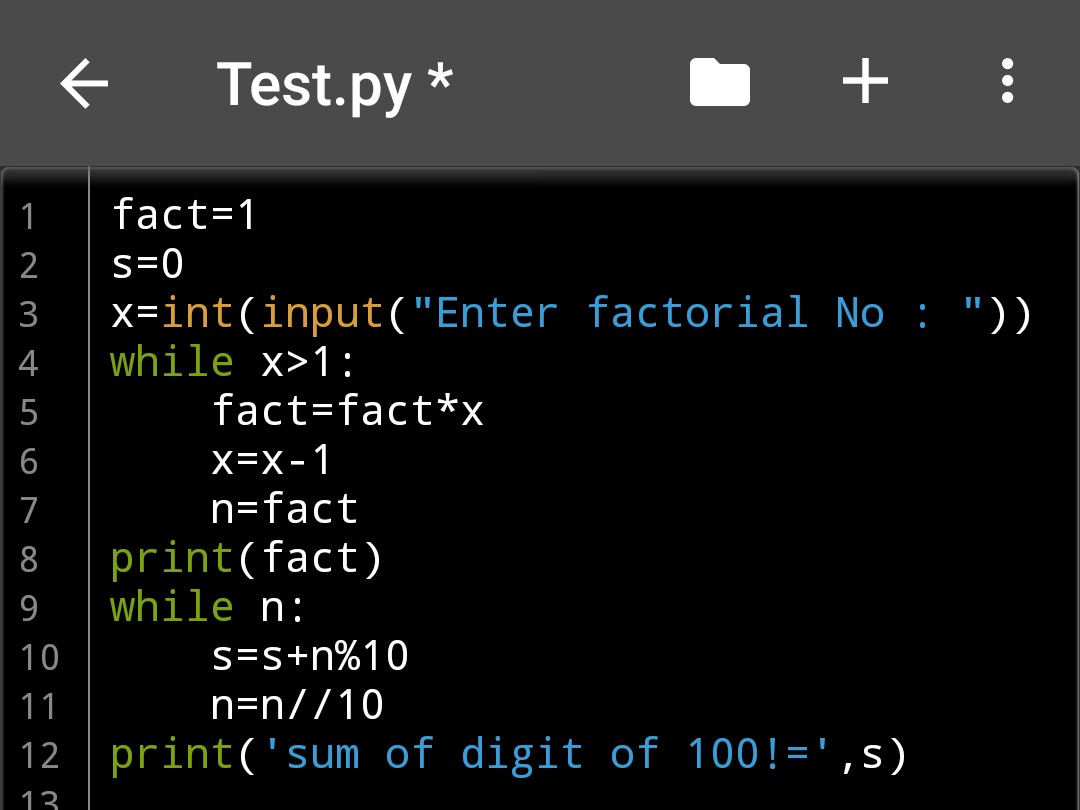 Test.py *
1 fact=1
2 s=0
3 x=int(input("Enter factorial No : "))
4 while x>1:
5     fact=fact*x
6     x=x-1
7     n=fact
8 print(fact)
9 while n:
10     s=s+n%10
11     n=n//10
12 print('sum of digit of 100!=',s)
13